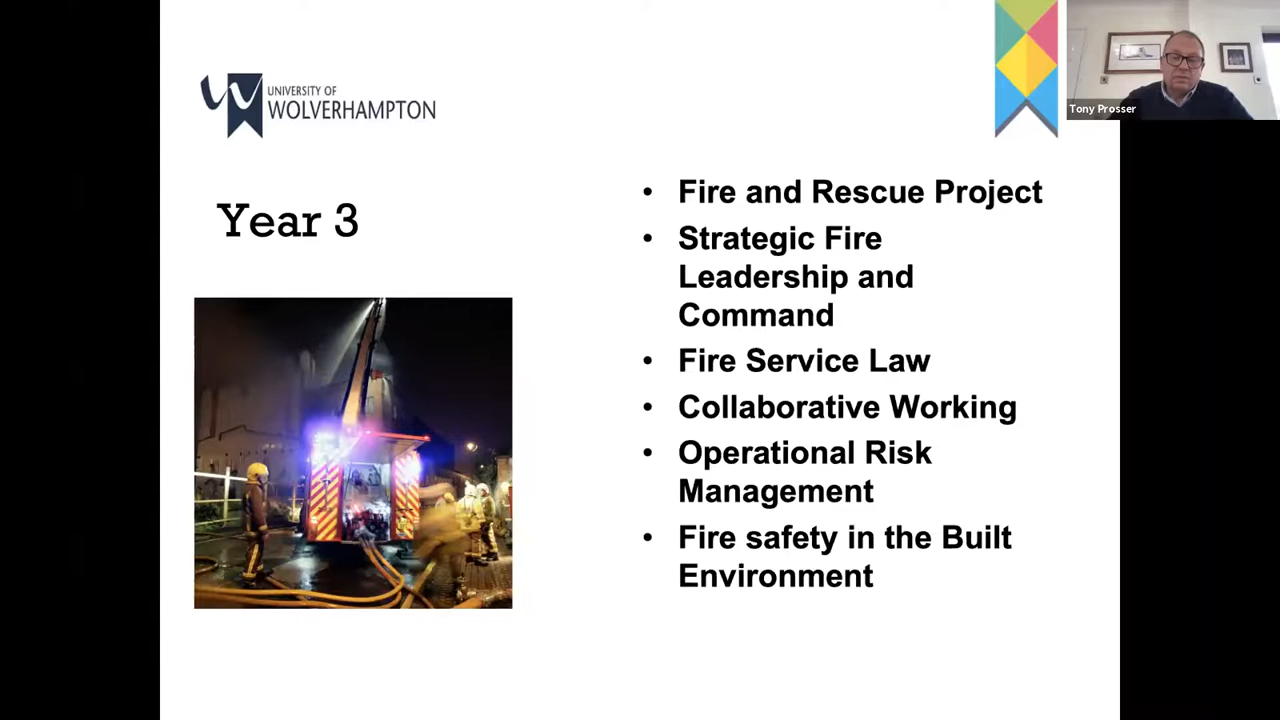 UNIVERSITY OF
WOLVERHAMPTON
Tony Prosser
Year 3
• Fire and Rescue Project
• Strategic Fire
Leadership and
Command
• Fire Service Law
• Collaborative Working
• Operational Risk
Management
• Fire safety in the Built
Environment